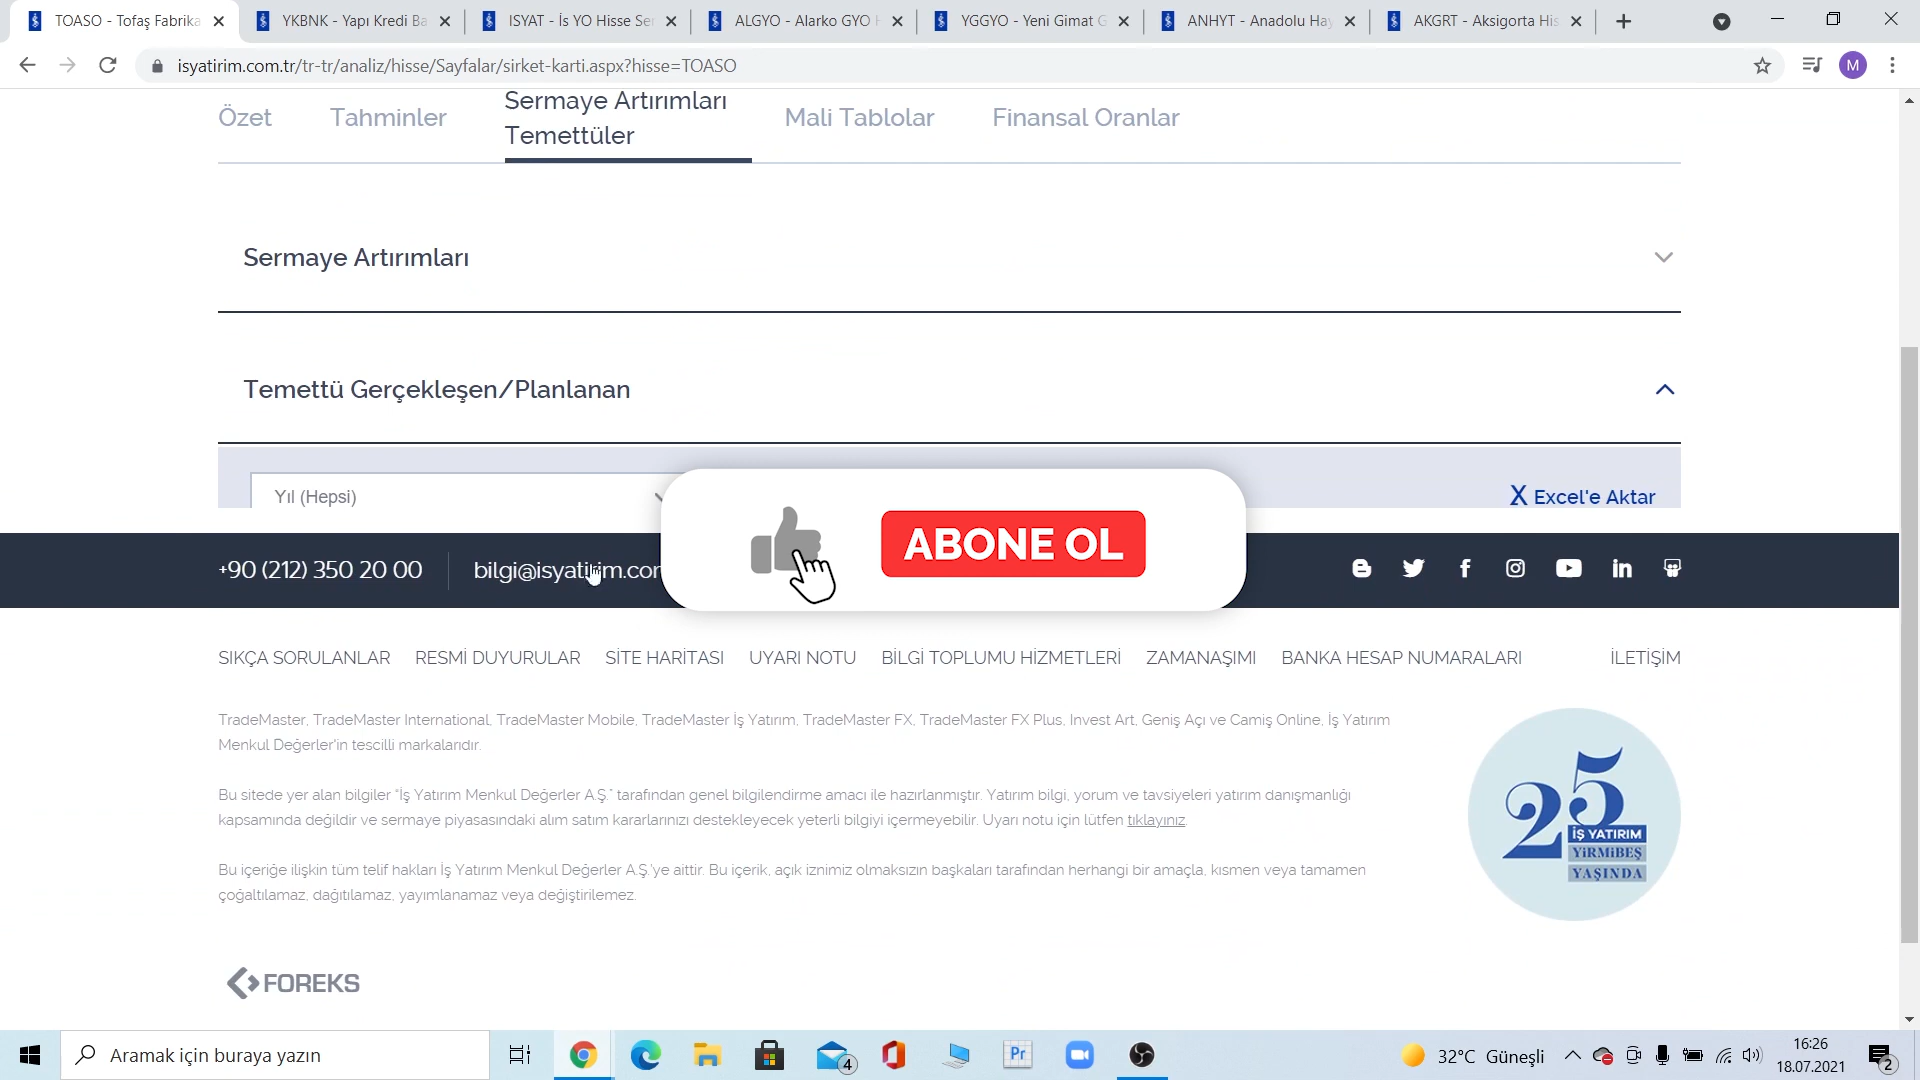 TOASO - Tofaş Fabrika
YKBNK - Yapı Kredi Ba
ISYAT - İs YO Hisse Se
ALGYO - Alarko GYO
YGGYO - Yeni Gimat G
ANHYT - Anadolu Hay
AKGRT - Aksigorta His
isyatirim.com.tr/tr-tr/analiz/hisse/Sayfalar/sirket-karti.aspx?hisse=TOASO
M
Özet
Tahminler
Sermaye Artırımları
Temettüler
Mali Tablolar
Finansal Oranlar
Sermaye Artırımları
Temettü Gerçekleşen/Planlanan
Yıl (Hepsi)
X Excel'e Aktar
ABONE OL
+90 (212) 350 20 00
bilgi@isyatirim.cor
SIKÇA SORULANLAR
RESMİ DUYURULAR
SİTE HARİTASI
UYARI NOTU
BİLGİ TOPLUMU HİZMETLERİ
ZAMANAŞIMI
BANKA HESAP NUMARALARI
İLETİŞİM
TradeMaster, TradeMaster International, TradeMaster Mobile, TradeMaster İş Yatırım, TradeMaster FX, TradeMaster FX Plus, Invest Art, Geniş Açı ve Camiş Online, İş Yatırım
Menkul Değerler'in tescilli markalarıdır.
Bu sitede yer alan bilgiler "İş Yatırım Menkul Değerler A.Ş." tarafından genel bilgilendirme amacı ile hazırlanmıştır. Yatırım bilgi, yorum ve tavsiyeleri yatırım danışmanlığı
kapsamında değildir ve sermaye piyasasındaki alım satım kararlarınızı destekleyecek yeterli bilgiyi içermeyebilir. Uyarı notu için lütfen tıklayınız.
Bu içeriğe ilişkin tüm telif hakları İş Yatırım Menkul Değerler A.Ş.'ye aittir. Bu içerik, açık iznimiz olmaksızın başkaları tarafından herhangi bir amaçla, kısmen veya tamamen
çoğaltılamaz, dağıtılamaz, yayımlanamaz veya değiştirilemez.
25
İŞ YATIRIM
YİRMİBEŞ
YAŞINDA
FOREKS
Aramak için buraya yazın
4
Pr
32°C Güneşli
16:26
18.07.2021
2